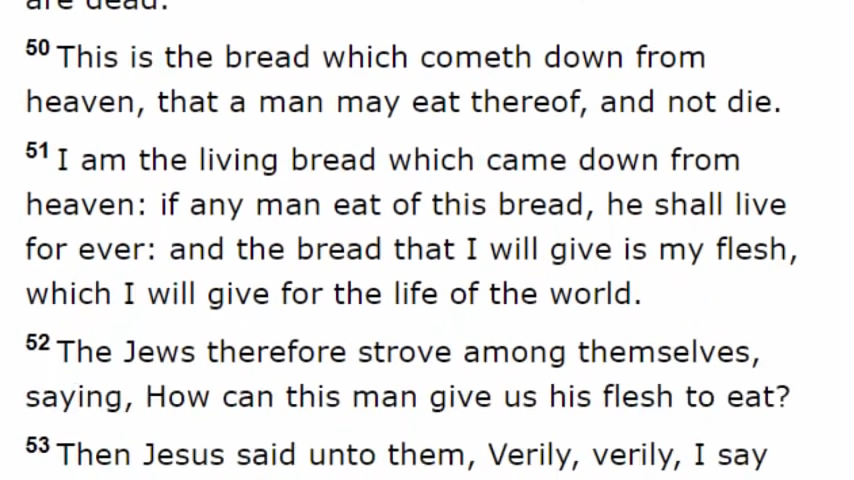 are dead.
50 This is the bread which cometh down from
heaven, that a man may eat thereof, and not die.
51 I am the living bread which came down from
heaven: if any man eat of this bread, he shall live
for ever: and the bread that I will give is my flesh,
which I will give for the life of the world.
52 The Jews therefore strove among themselves,
saying, How can this man give us his flesh to eat?
53 Then Jesus said unto them, Verily, verily, I say